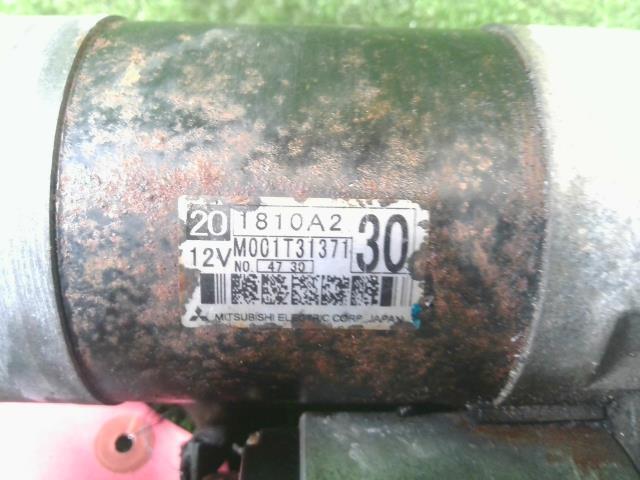 20 1810A2 30
12V M001T31371
NO. 47 30
MITSUBISHI ELECTRIC CORP. JAPAN